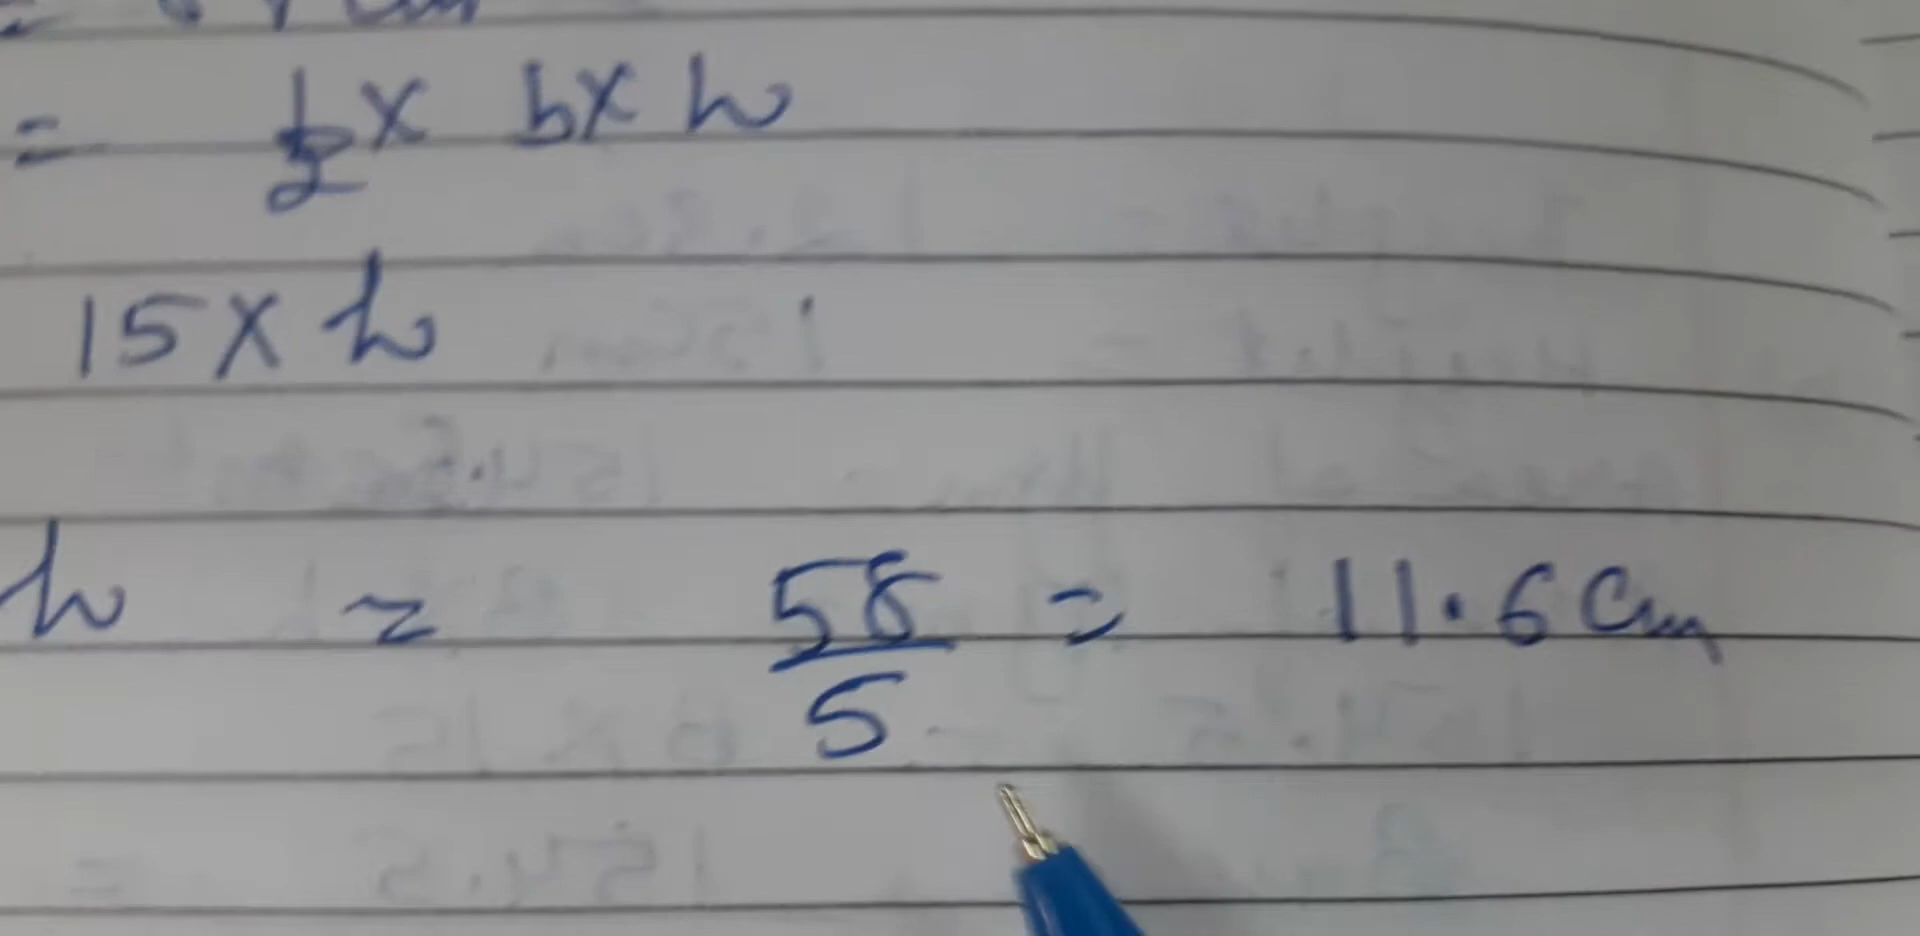 = 1/2 × b × h
15 × h
h = 58/5 = 11.6 cm